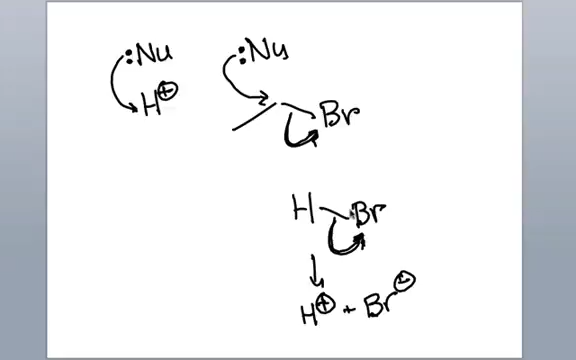 :Nu :Nu
H⊕
Br
H Br
H⊕ + Br⊖